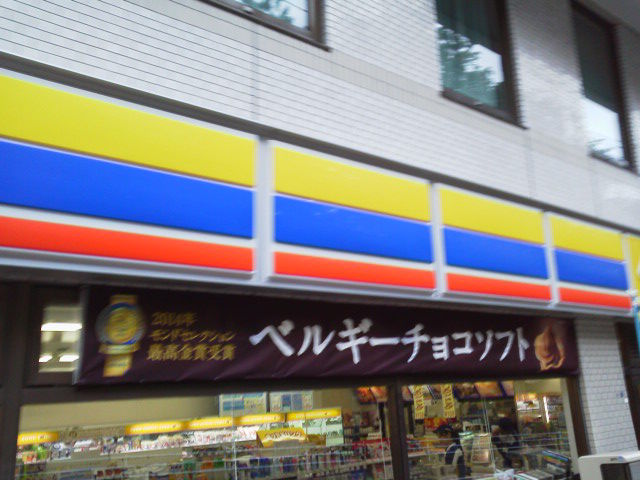 2014年
モンドセレクション
最高金賞受賞
ベルギーチョコソフト